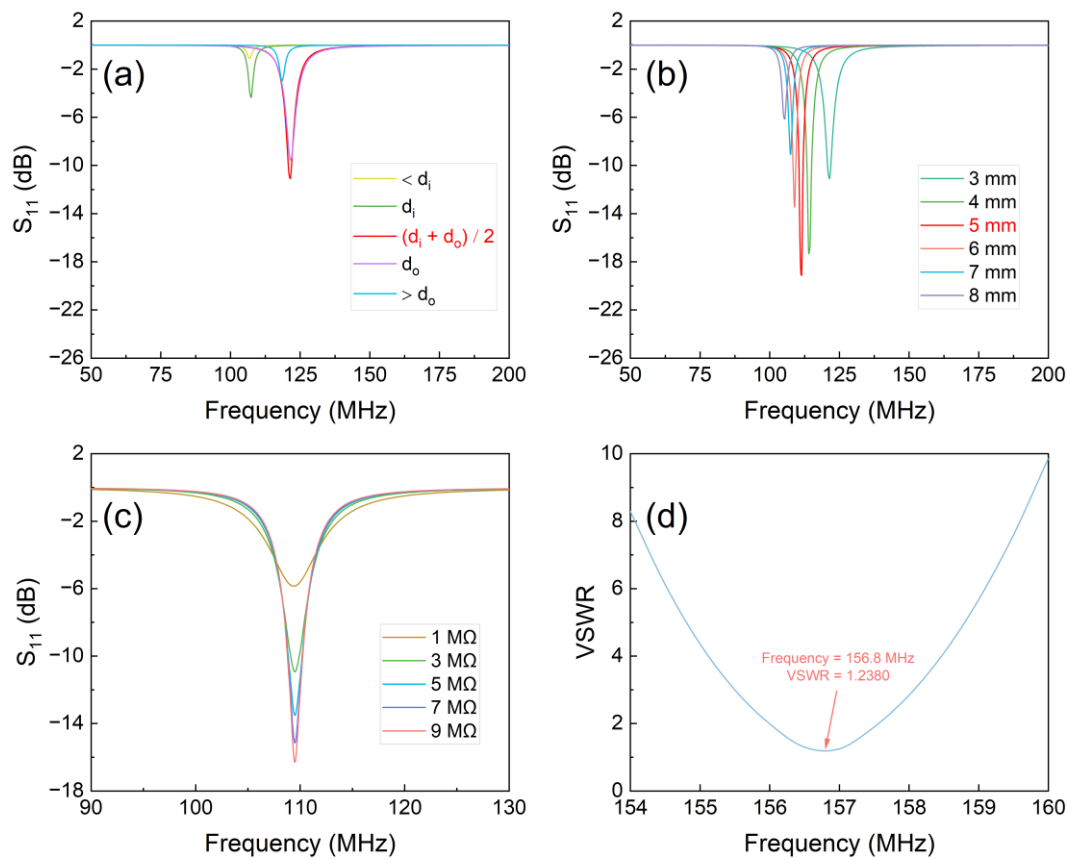 2
−2
−6
−10
−14
−18
−22
−26
S11 (dB)
(a)
< di
di
(di + do) / 2
do
> do
50
75
100
125
150
175
200
Frequency (MHz)
2
−2
−6
−10
−14
−18
−22
−26
S11 (dB)
(b)
3 mm
4 mm
5 mm
6 mm
7 mm
8 mm
50
75
100
125
150
175
200
Frequency (MHz)
2
−2
−6
−10
−14
−18
S11 (dB)
(c)
1 MΩ
3 MΩ
5 MΩ
7 MΩ
9 MΩ
90
100
110
120
130
Frequency (MHz)
10
8
6
4
2
0
VSWR
(d)
Frequency = 156.8 MHz
VSWR = 1.2380
154
155
156
157
158
159
160
Frequency (MHz)